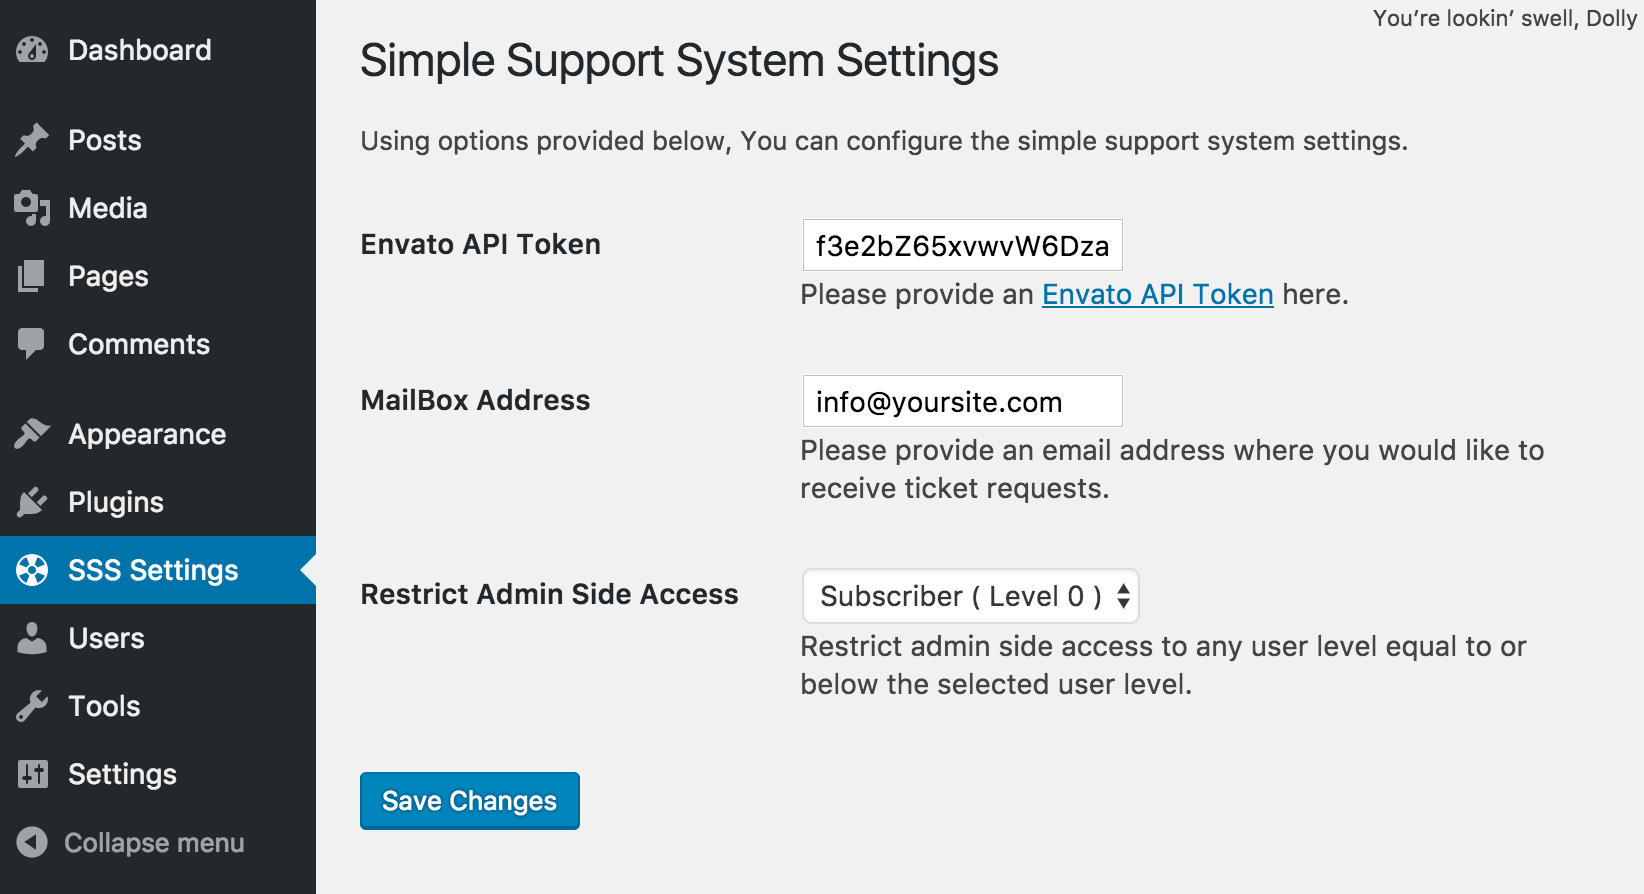 You’re lookin’ swell, Dolly
Dashboard
Posts
Media
Pages
Comments
Appearance
Plugins
SSS Settings
Users
Tools
Settings
Collapse menu
Simple Support System Settings
Using options provided below, You can configure the simple support system settings.
Envato API Token
f3e2bZ65xvwvW6Dza
Please provide an Envato API Token here.
MailBox Address
info@yoursite.com
Please provide an email address where you would like to
receive ticket requests.
Restrict Admin Side Access
Subscriber ( Level 0 )
Restrict admin side access to any user level equal to or
below the selected user level.
Save Changes